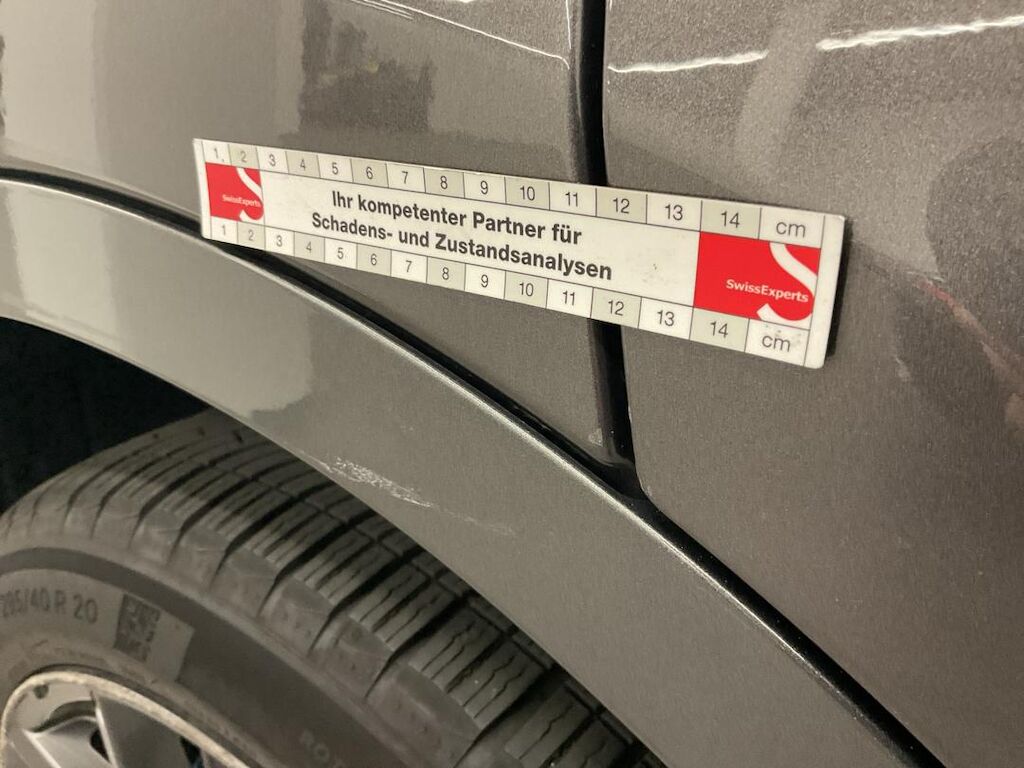 1 2 3 4 5 6 7 8 9 10 11 12 13 14 cm
SwissExperts
Ihr kompetenter Partner für
Schadens- und Zustandsanalysen
SwissExperts
1 2 3 4 5 6 7 8 9 10 11 12 13 14 cm
285/40 R 20